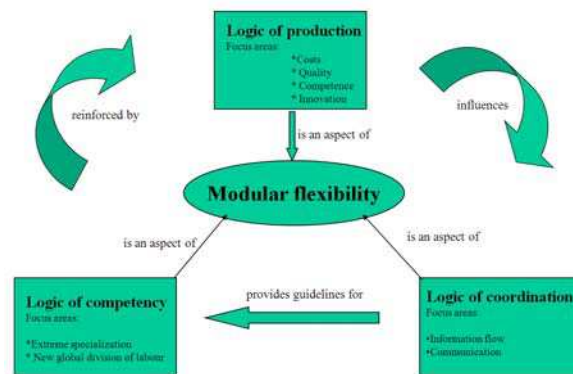 Logic of production
Focus areas:
*Costs
* Quality
* Competence
* Innovation
reinforced by
influences
is an aspect of
Modular flexibility
is an aspect of
is an aspect of
provides guidelines for
Logic of competency
Focus areas:
*Extreme specialization
* New global division of labour
Logic of coordination
Focus areas:
•Information flow
•Communication